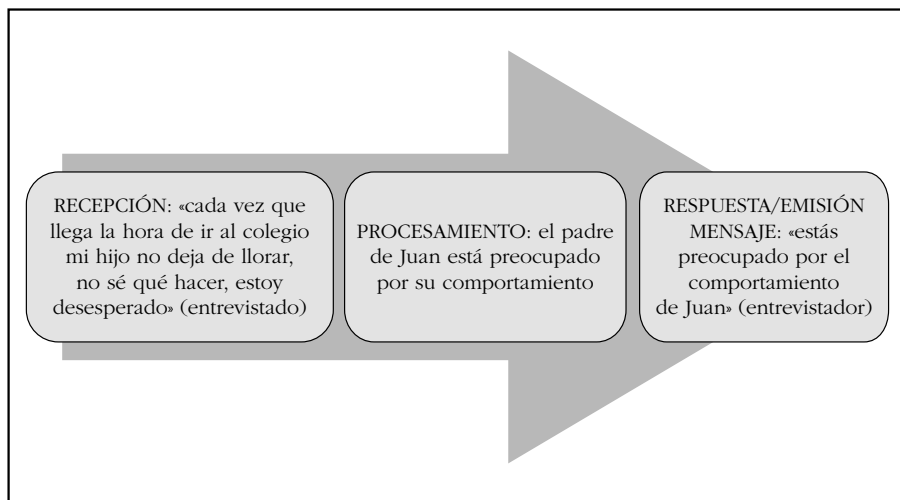 RECEPCIÓN: «cada vez que
llega la hora de ir al colegio
mi hijo no deja de llorar,
no sé qué hacer, estoy
desesperado» (entrevistado)
PROCESAMIENTO: el padre
de Juan está preocupado
por su comportamiento
RESPUESTA/EMISIÓN
MENSAJE: «estás
preocupado por el
comportamiento
de Juan» (entrevistador)